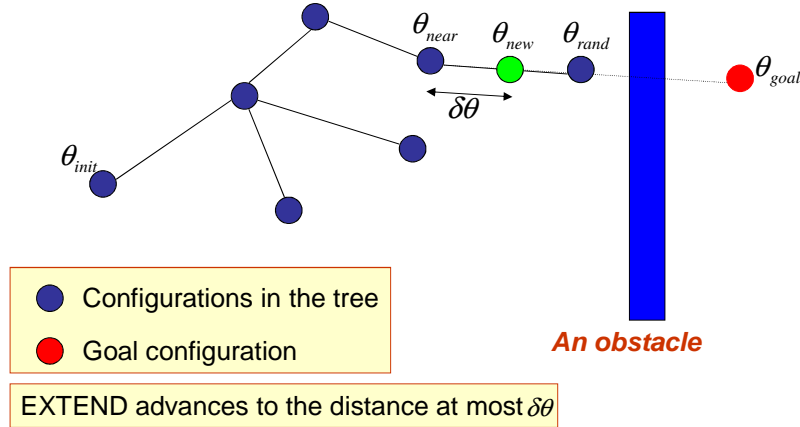 θnear
θnew
θrand
θgoal
δθ
θinit
Configurations in the tree
Goal configuration
An obstacle
EXTEND advances to the distance at most δθ